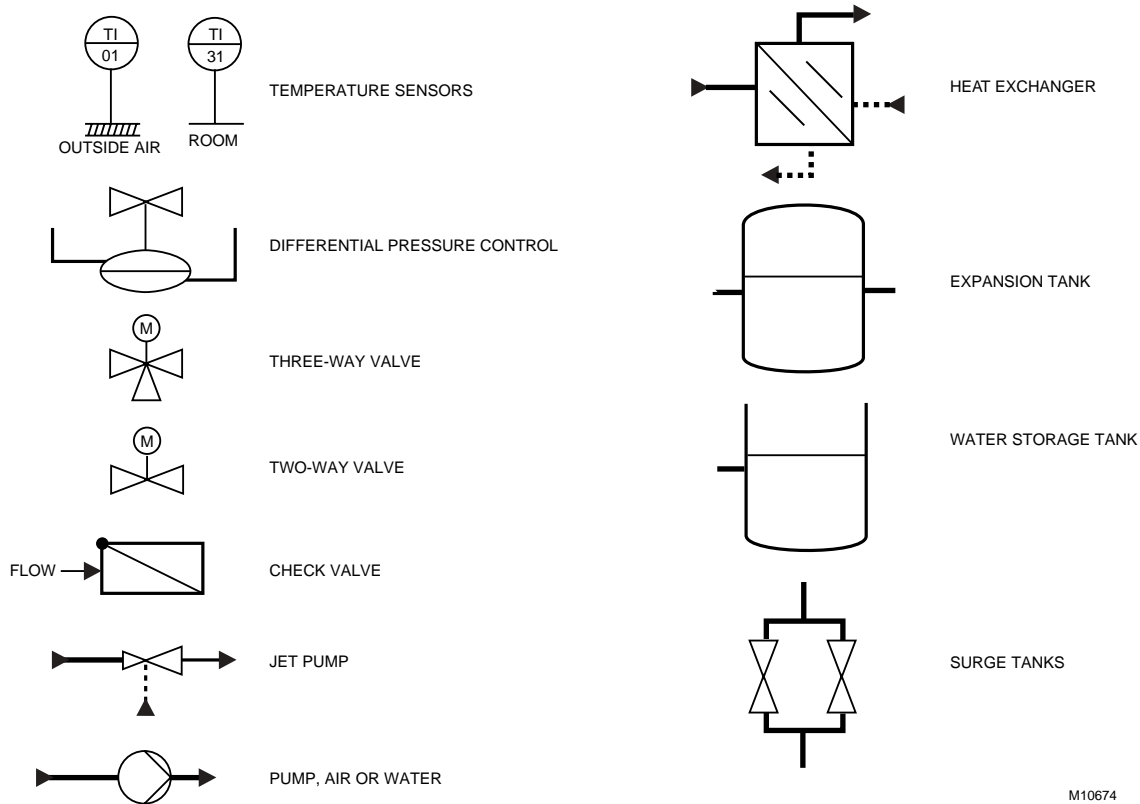 TI
01
OUTSIDE AIR
TI
31
ROOM
TEMPERATURE SENSORS
DIFFERENTIAL PRESSURE CONTROL
M
THREE-WAY VALVE
M
TWO-WAY VALVE
FLOW
CHECK VALVE
JET PUMP
PUMP, AIR OR WATER
HEAT EXCHANGER
EXPANSION TANK
WATER STORAGE TANK
SURGE TANKS
M10674